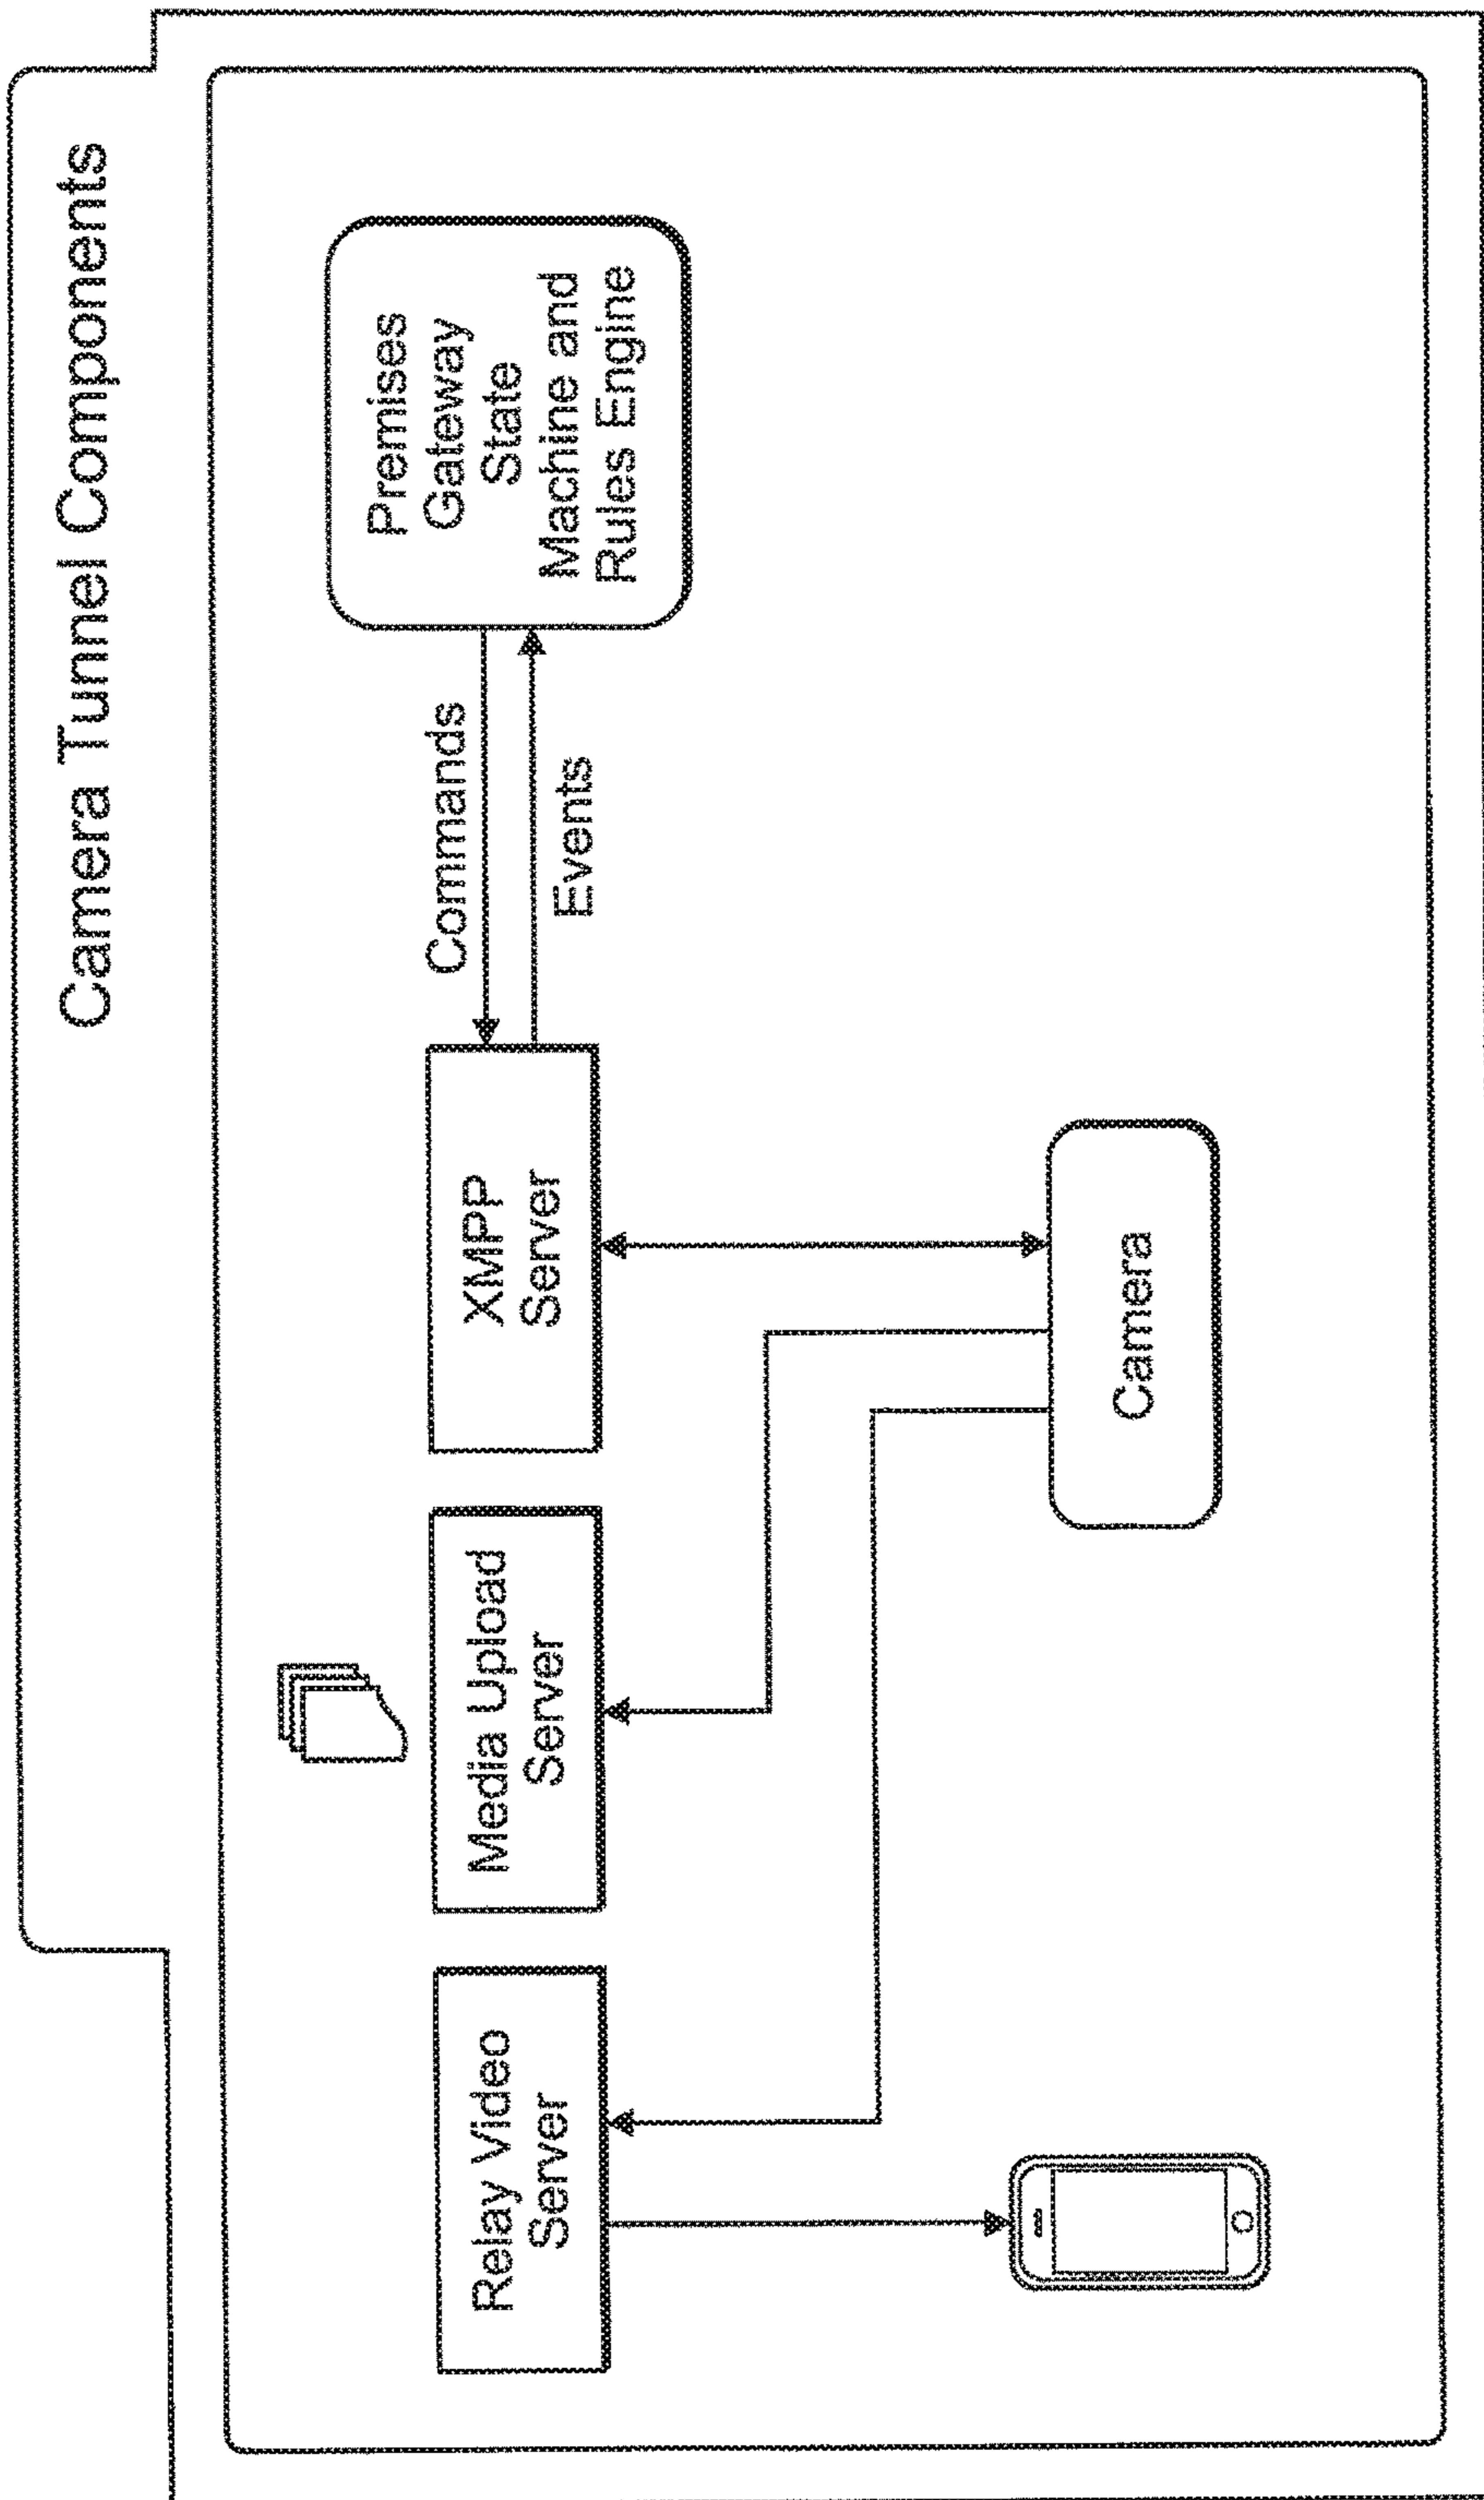 Camera Tunnel Components
Relay Video
Server
Media Upload
Server
XMPP
Server
Commands
Events
Premises
Gateway
State
Machine and
Rules Engine
Camera